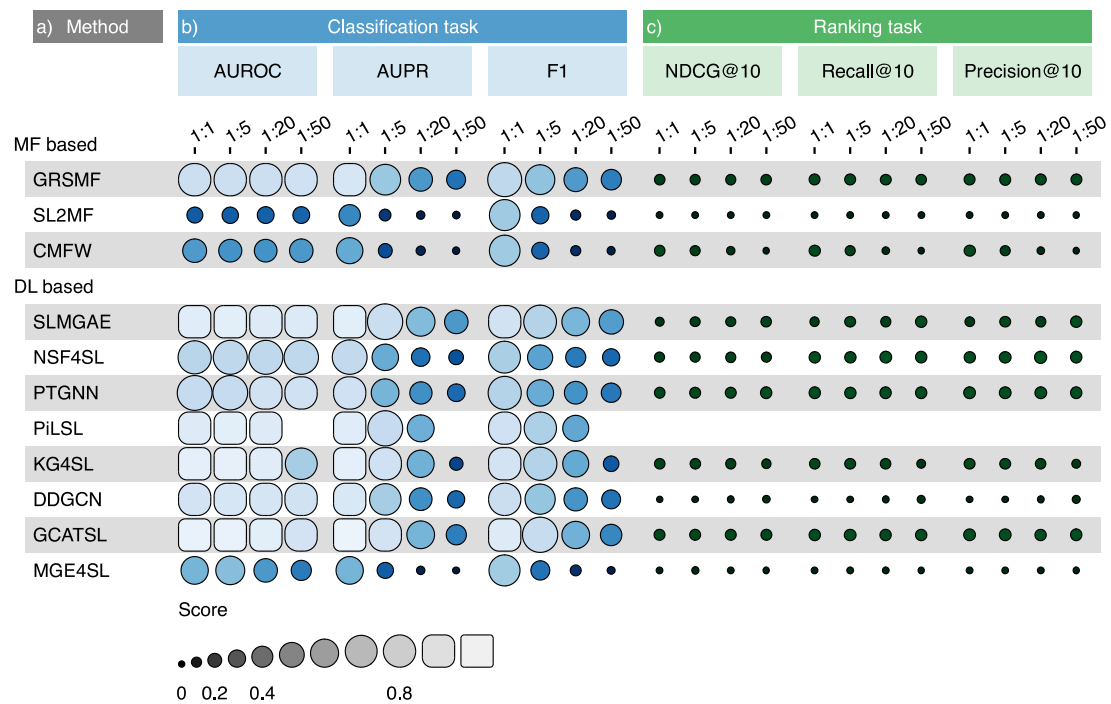 a) Method b) Classification task c) Ranking task
AUROC AUPR F1 NDCG@10 Recall@10 Precision@10
1:1 1:5 1:20 1:50 1:1 1:5 1:20 1:50 1:1 1:5 1:20 1:50 1:1 1:5 1:20 1:50 1:1 1:5 1:20 1:50 1:1 1:5 1:20 1:50
MF based
GRSMF
SL2MF
CMFW
DL based
SLMGAE
NSF4SL
PTGNN
PiLSL
KG4SL
DDGCN
GCATSL
MGE4SL
Score
0 0.2 0.4 0.8